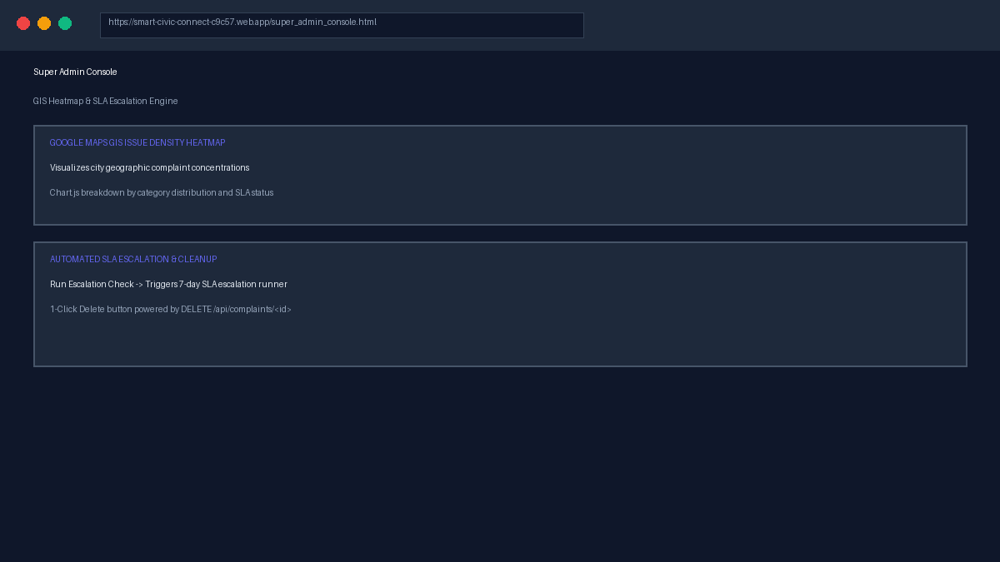 https://smart-civic-connect-c9c57.web.app/super_admin_console.html
Super Admin Console
GIS Heatmap & SLA Escalation Engine
GOOGLE MAPS GIS ISSUE DENSITY HEATMAP
Visualizes city geographic complaint concentrations
Chart.js breakdown by category distribution and SLA status
AUTOMATED SLA ESCALATION & CLEANUP
Run Escalation Check -> Triggers 7-day SLA escalation runner
1-Click Delete button powered by DELETE /api/complaints/<id>